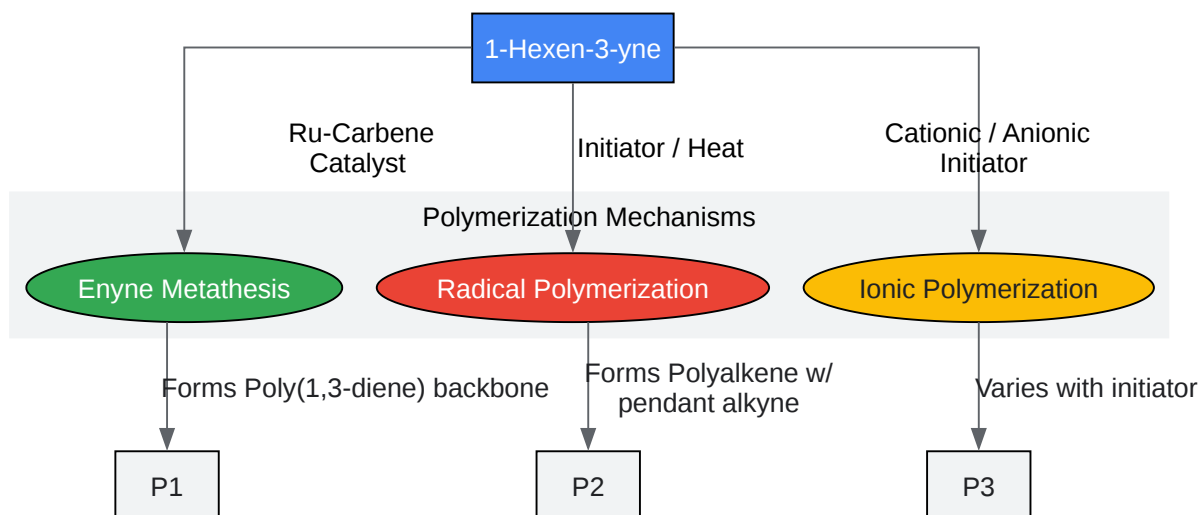 1-Hexen-3-yne
Ru-Carbene
Catalyst
Initiator / Heat
Cationic / Anionic
Initiator
Polymerization Mechanisms
Enyne Metathesis
Radical Polymerization
Ionic Polymerization
Forms Poly(1,3-diene) backbone
Forms Polyalkene w/
pendant alkyne
Varies with initiator
P1
P2
P3